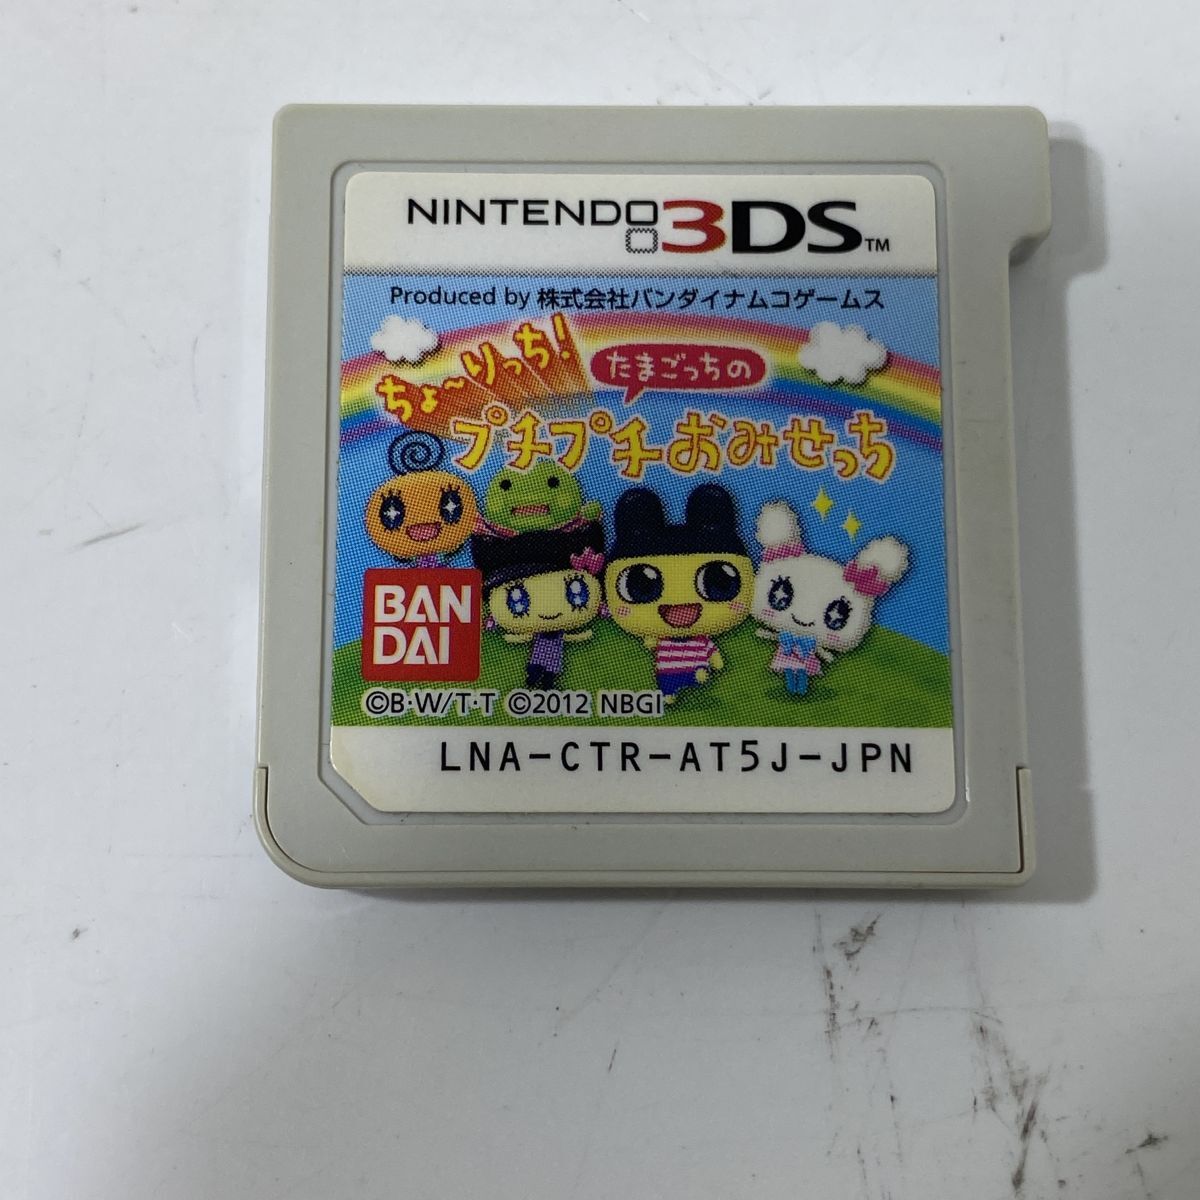 NINTENDO 3DS™
Produced by 株式会社バンダイナムコゲームス
ちょ〜りっち!
たまごっちの
プチプチおみせっち
BAN
DAI
©B・W/T・T ©2012 NBGI
LNA-CTR-AT5J-JPN